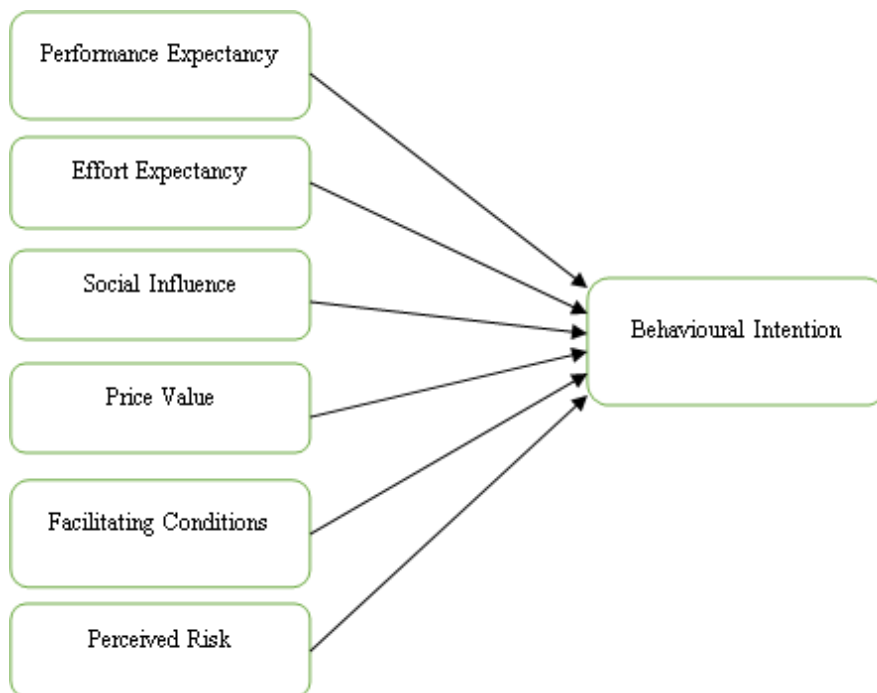 Performance Expectancy
Effort Expectancy
Social Influence
Behavioural Intention
Price Value
Facilitating Conditions
Perceived Risk